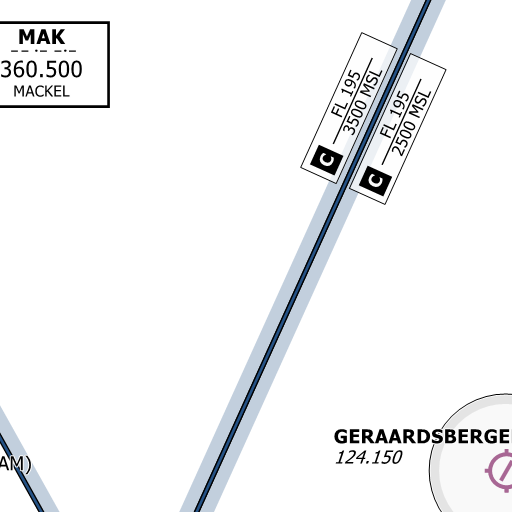 MAK
360.500
MACKEL
FL 195
3500 MSL
C
FL 195
2500 MSL
C
GERAARDSBERGE
124.150
AM)